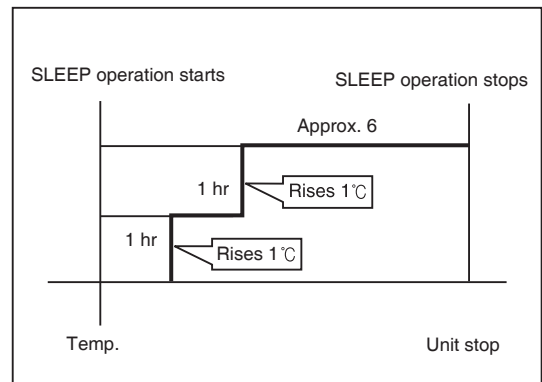 SLEEP operation starts
SLEEP operation stops
Approx. 6
1 hr
Rises 1℃
1 hr
Rises 1℃
Temp.
Unit stop